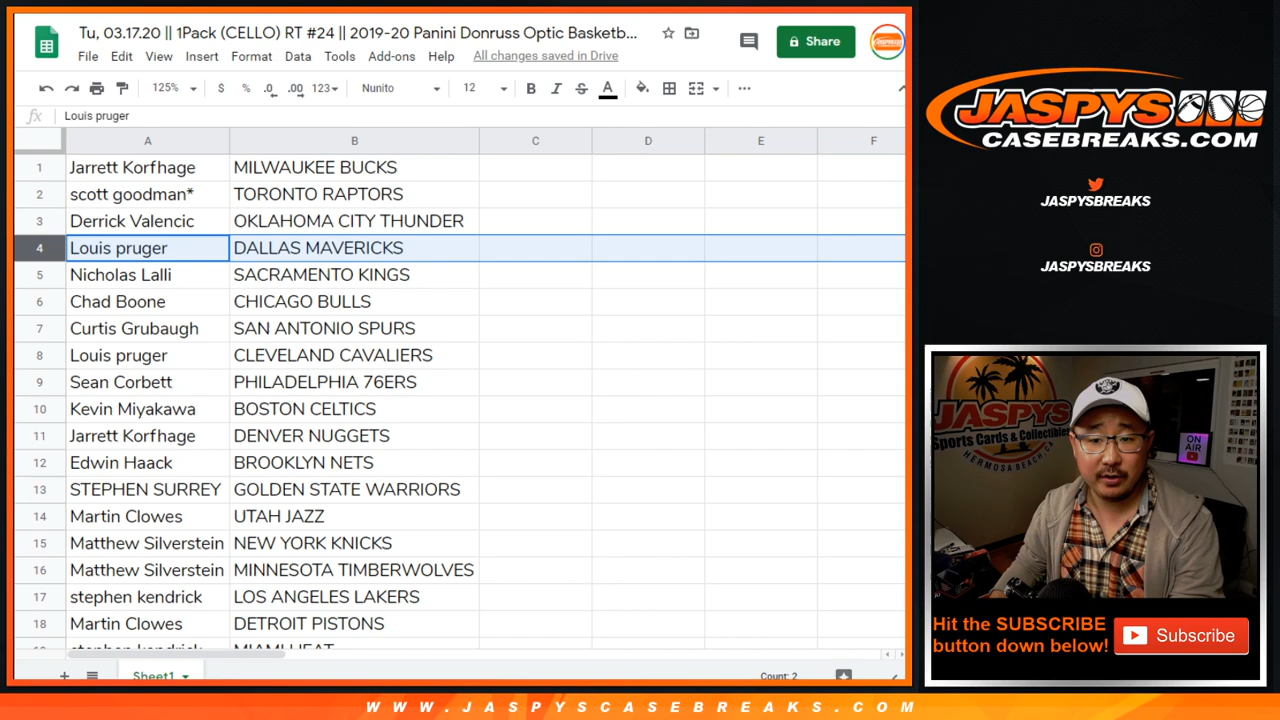 Tu, 03.17.20 || 1Pack (CELLO) RT #24 || 2019-20 Panini Donruss Optic Basketb...
Share
File Edit View Insert Format Data Tools Add-ons Help All changes saved in Drive
125% $ % .0 .00 123 Nunito 12 B I S A
fx Louis pruger
A B C D E F
1 Jarrett Korfhage MILWAUKEE BUCKS
2 scott goodman* TORONTO RAPTORS
3 Derrick Valencic OKLAHOMA CITY THUNDER
4 Louis pruger DALLAS MAVERICKS
5 Nicholas Lalli SACRAMENTO KINGS
6 Chad Boone CHICAGO BULLS
7 Curtis Grubaugh SAN ANTONIO SPURS
8 Louis pruger CLEVELAND CAVALIERS
9 Sean Corbett PHILADELPHIA 76ERS
10 Kevin Miyakawa BOSTON CELTICS
11 Jarrett Korfhage DENVER NUGGETS
12 Edwin Haack BROOKLYN NETS
13 STEPHEN SURREY GOLDEN STATE WARRIORS
14 Martin Clowes UTAH JAZZ
15 Matthew Silverstein NEW YORK KNICKS
16 Matthew Silverstein MINNESOTA TIMBERWOLVES
17 stephen kendrick LOS ANGELES LAKERS
18 Martin Clowes DETROIT PISTONS
stephen kendrick MIAMI HEAT
Sheet1 Count: 2
JASPYS
CASEBREAKS.COM
JASPYSBREAKS
JASPYSBREAKS
JASPYS
Sports Cards & Collectibles
HERMOSA BEACH
ON AIR
Hit the SUBSCRIBE
button down below!
Subscribe
WWW.JASPYSCASEBREAKS.COM